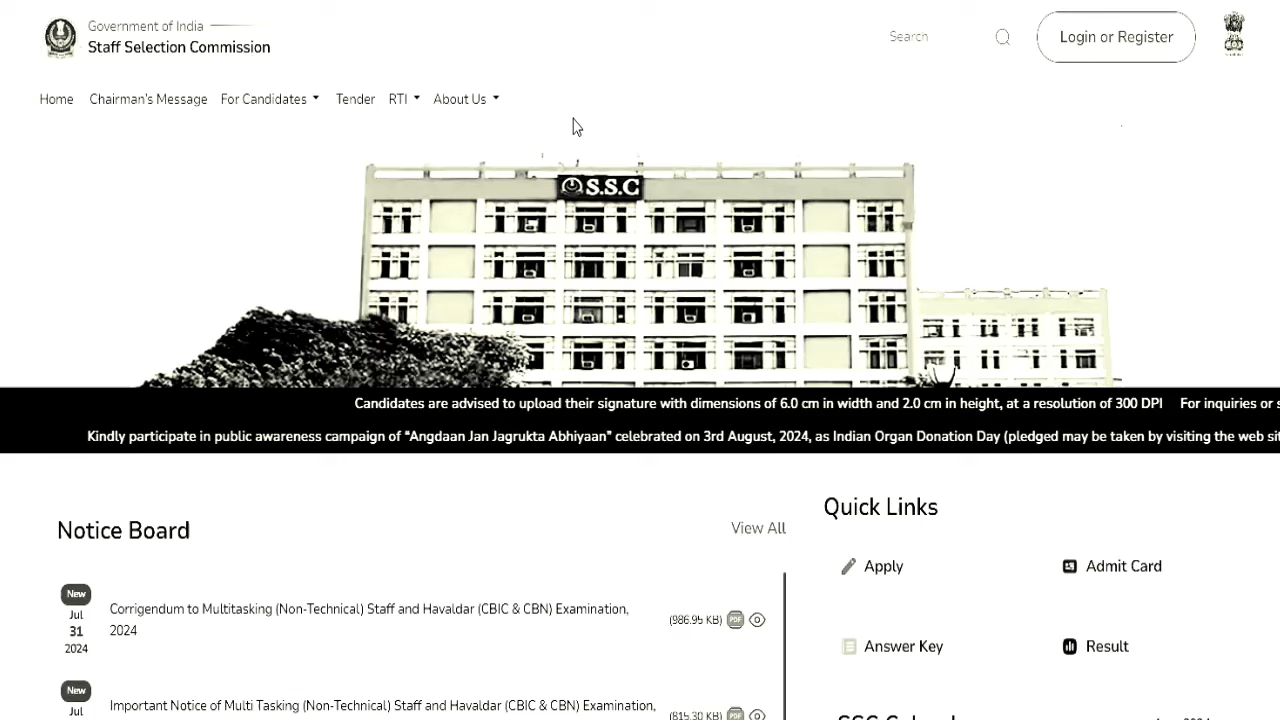 Government of India
Staff Selection Commission
Search
Login or Register
Home Chairman's Message For Candidates Tender RTI About Us
S.S.C
Candidates are advised to upload their signature with dimensions of 6.0 cm in width and 2.0 cm in height, at a resolution of 300 DPI For inquiries or
Kindly participate in public awareness campaign of "Angdaan Jan Jagrukta Abhiyaan" celebrated on 3rd August, 2024, as Indian Organ Donation Day (pledged may be taken by visiting the web
Notice Board
View All
New
Jul
31
2024
Corrigendum to Multitasking (Non-Technical) Staff and Havaldar (CBIC & CBN) Examination,
2024
(986.95 KB) PDF
New
Jul
Important Notice of Multi Tasking (Non-Technical) Staff and Havaldar (CBIC & CBN) Examination,
(815.30 KB) PDF
Quick Links
Apply
Admit Card
Answer Key
Result